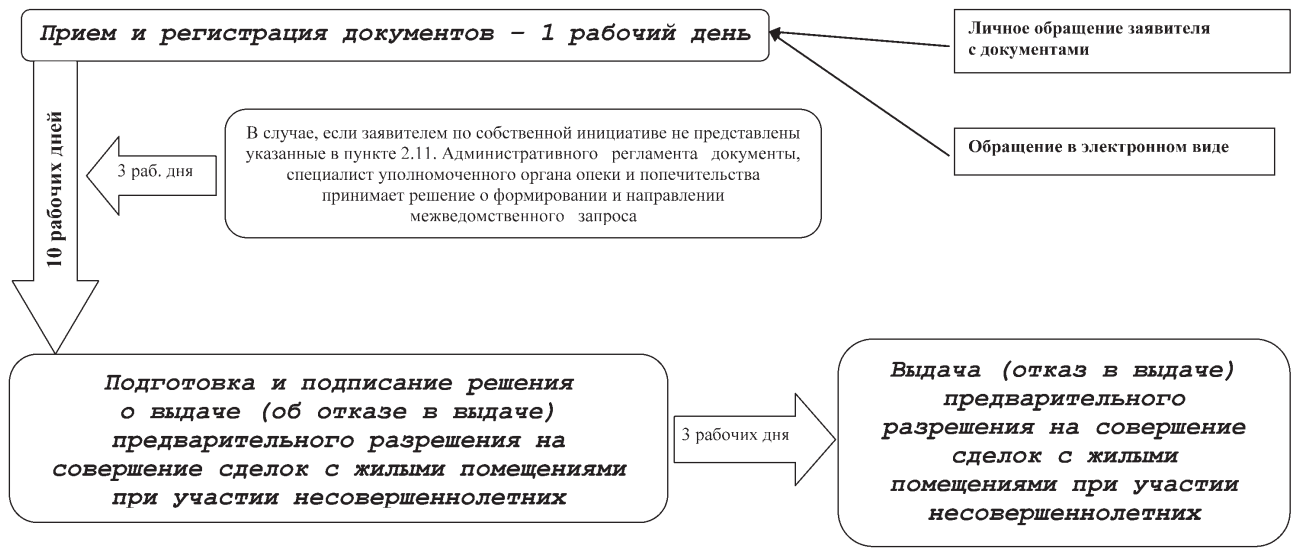 Прием и регистрация документов – 1 рабочий день
Личное обращение заявителя
с документами
Обращение в электронном виде
10 рабочих дней
3 раб. дня
В случае, если заявителем по собственной инициативе не представлены
указанные в пункте 2.11. Административного регламента документы,
специалист уполномоченного органа опеки и попечительства
принимает решение о формировании и направлении
межведомственного запроса
Подготовка и подписание решения
о выдаче (об отказе в выдаче)
предварительного разрешения на
совершение сделок с жилыми помещениями
при участии несовершеннолетних
3 рабочих дня
Выдача (отказ в выдаче)
предварительного
разрешения на совершение
сделок с жилыми
помещениями при участии
несовершеннолетних